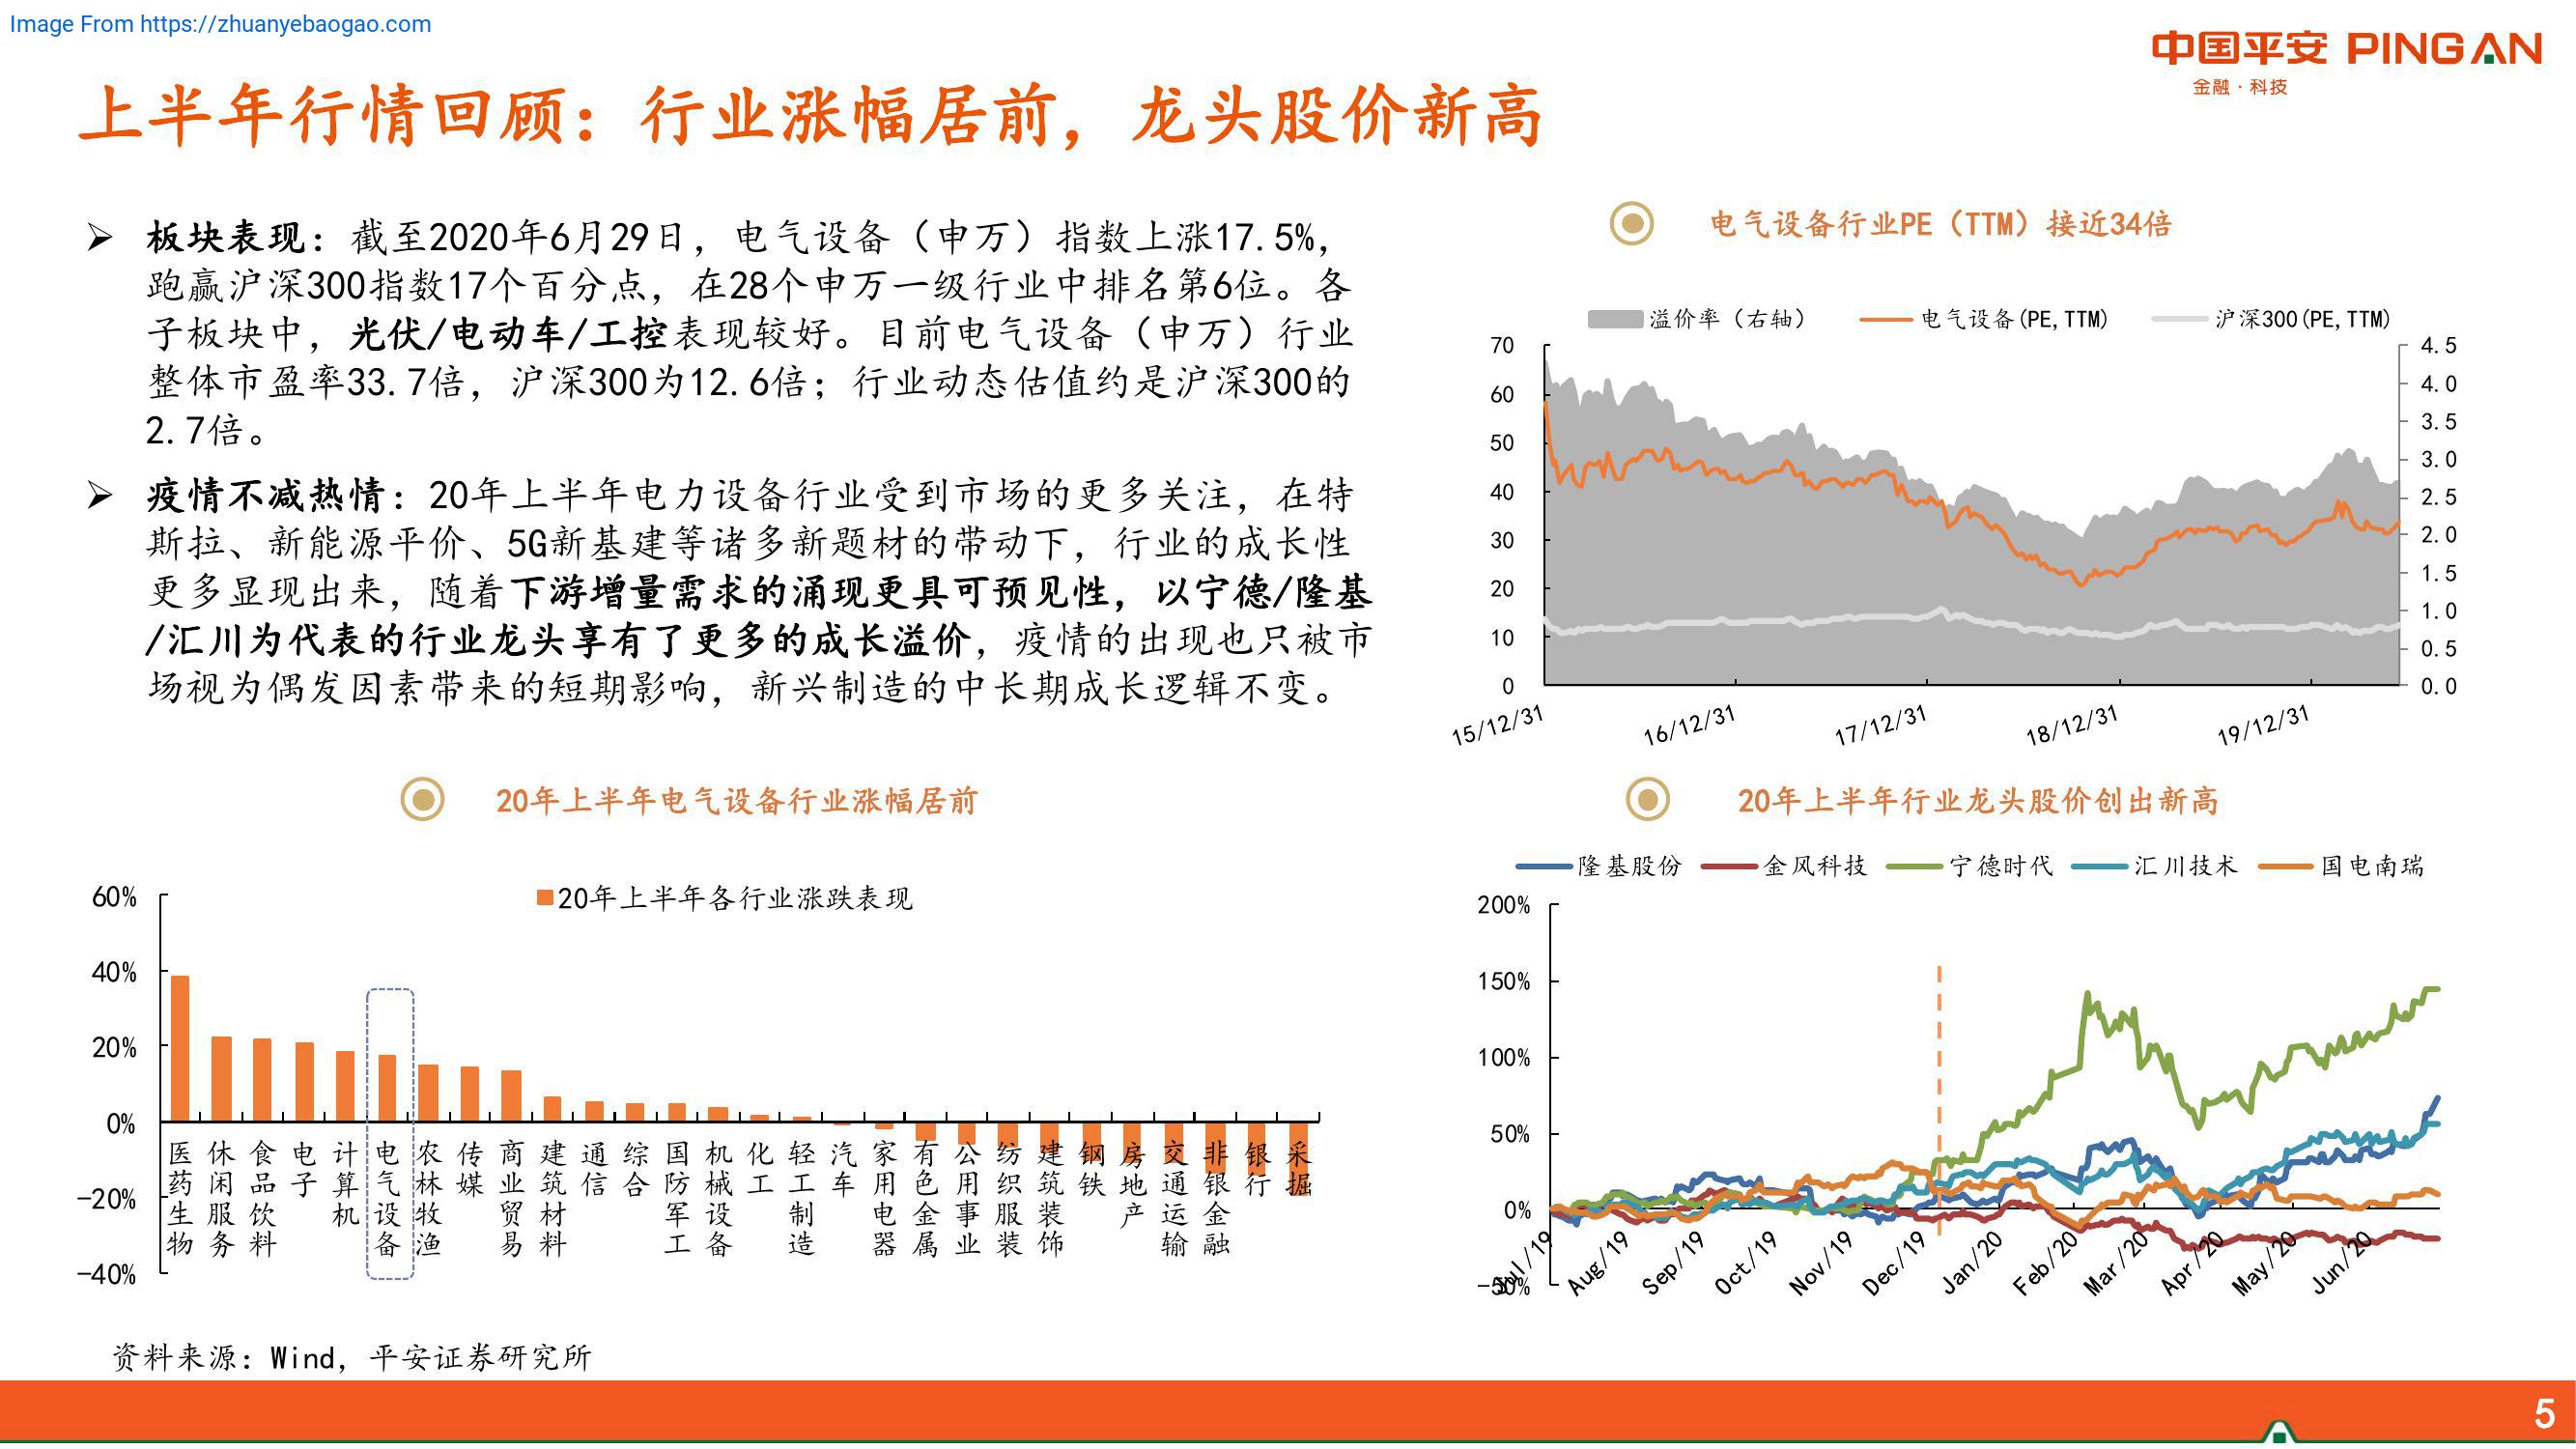 Image From https://zhuanyebaogao.com
中国平安 PINGAN
金融·科技
上半年行情回顾：行业涨幅居前，龙头股价新高
板块表现：截至2020年6月29日，电气设备（申万）指数上涨17.5%，
跑赢沪深300指数17个百分点，在28个申万一级行业中排名第6位。各
子板块中，光伏/电动车/工控表现较好。目前电气设备（申万）行业
整体市盈率33.7倍，沪深300为12.6倍；行业动态估值约是沪深300的
2.7倍。
疫情不减热情：20年上半年电力设备行业受到市场的更多关注，在特
斯拉、新能源平价、5G新基建等诸多新题材的带动下，行业的成长性
更多显现出来，随着下游增量需求的涌现更具可预见性，以宁德/隆基
/汇川为代表的行业龙头享有了更多的成长溢价，疫情的出现也只被市
场视为偶发因素带来的短期影响，新兴制造的中长期成长逻辑不变。
电气设备行业PE（TTM）接近34倍
溢价率（右轴） 电气设备(PE,TTM) 沪深300(PE,TTM)
70
60
50
40
30
20
10
0
4.5
4.0
3.5
3.0
2.5
2.0
1.5
1.0
0.5
0.0
15/12/31 16/12/31 17/12/31 18/12/31 19/12/31
20年上半年电气设备行业涨幅居前
20年上半年各行业涨跌表现
60%
40%
20%
0%
-20%
-40%
医药生物 休闲服务 食品饮料 电子 计算机 电气设备 农林牧渔 传媒 商业贸易 建筑材料 通信 综合 国防军工 机械设备 化工 轻工制造 汽车 家用电器 有色金属 公用事业 纺织服装 建筑装饰 钢铁 房地产 交通运输 非银金融 银行 采掘
20年上半年行业龙头股价创出新高
隆基股份 金风科技 宁德时代 汇川技术 国电南瑞
200%
150%
100%
50%
0%
-50%
Jul/19 Aug/19 Sep/19 Oct/19 Nov/19 Dec/19 Jan/20 Feb/20 Mar/20 Apr/20 May/20 Jun/20
资料来源：Wind，平安证券研究所
5